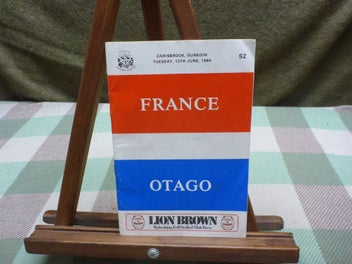 CARISBROOK, DUNEDIN
TUESDAY, 12TH JUNE, 1984
$2
FRANCE
OTAGO
LION BROWN